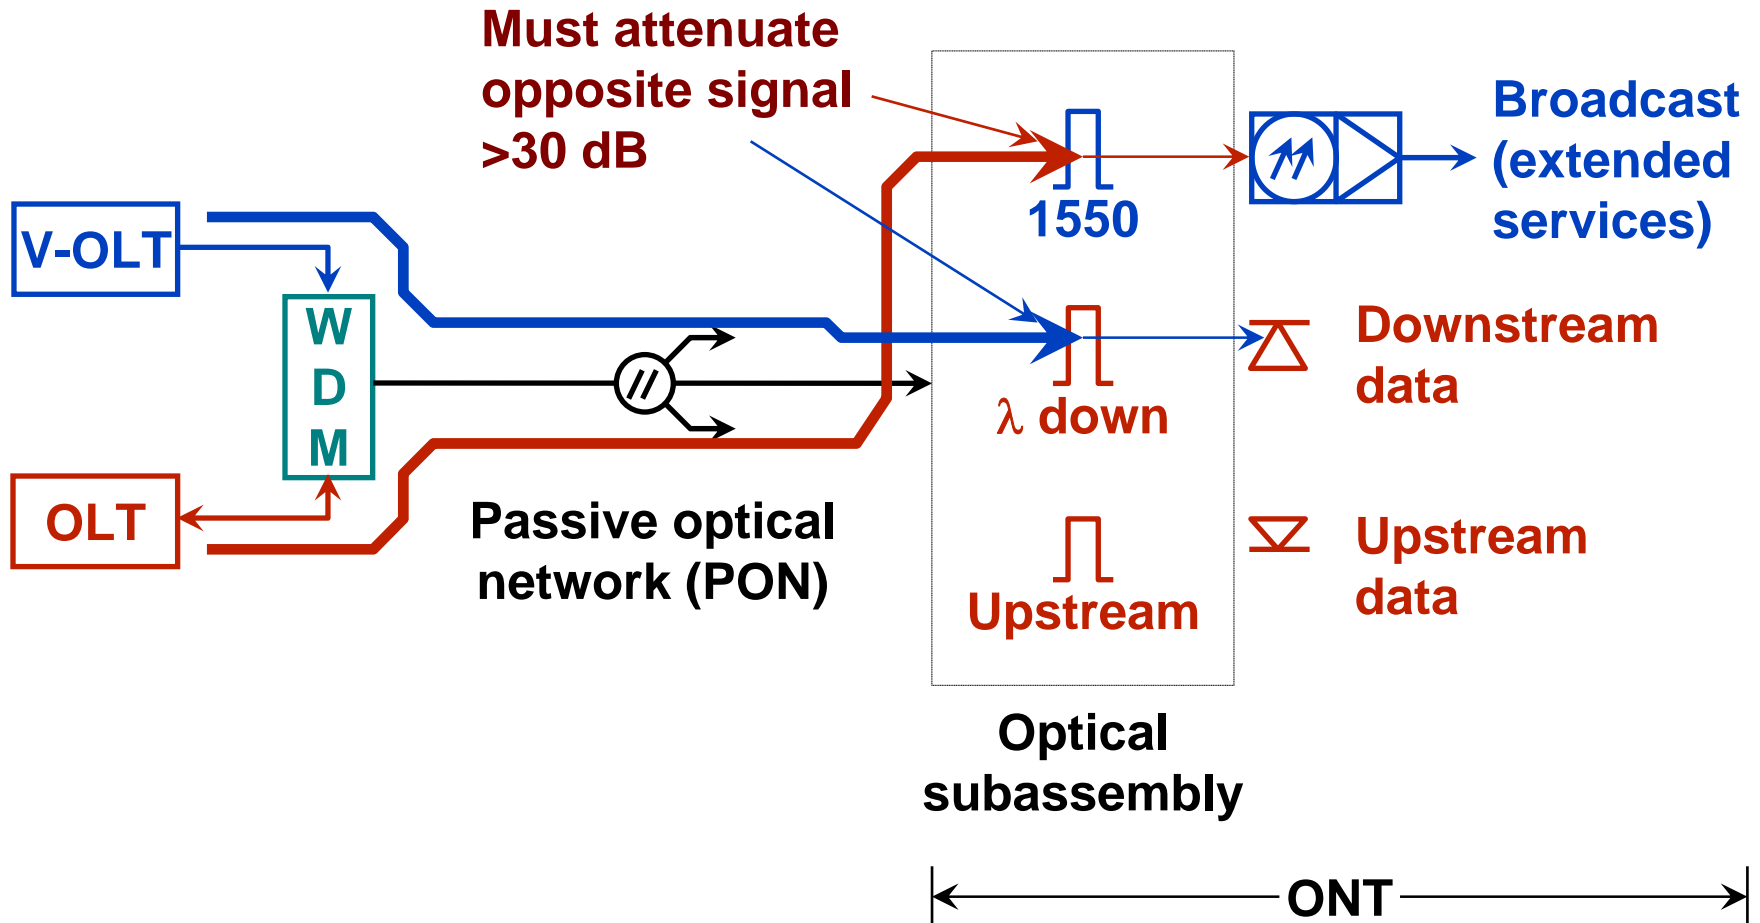 Must attenuate
opposite signal
>30 dB
Broadcast
(extended
services)
1550
V-OLT
W
D
M
Downstream
data
λ down
OLT
Passive optical
network (PON)
Upstream
data
Upstream
Optical
subassembly
ONT